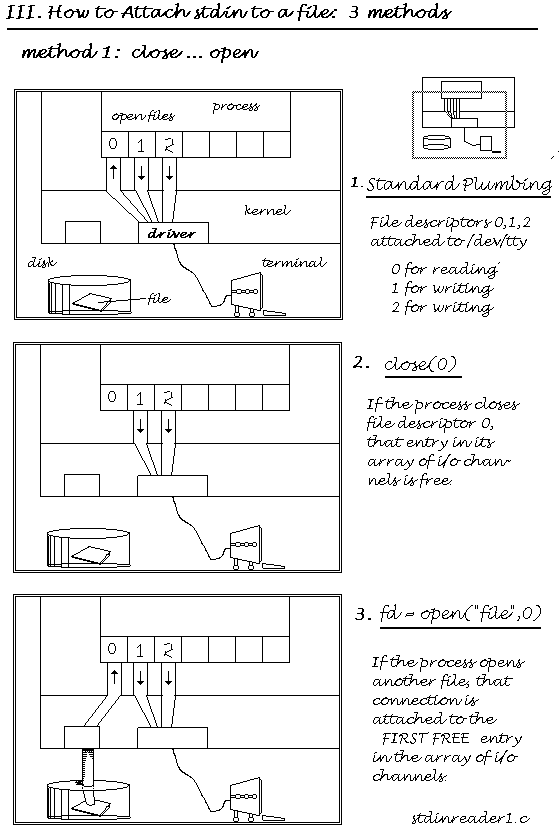 III. How to Attach stdin to a file: 3 methods
method 1: close ... open
open files
process
0 1 2
kernel
driver
disk
terminal
file
1. Standard Plumbing
File descriptors 0,1,2
attached to /dev/tty
0 for reading
1 for writing
2 for writing
0 1 2
2. close(0)
If the process closes
file descriptor 0,
that entry in its
array of i/o chan-
nels is free.
0 1 2
3. fd = open("file",0)
If the process opens
another file, that
connection is
attached to the
FIRST FREE entry
in the array of i/o
channels.
stdinreader1.c